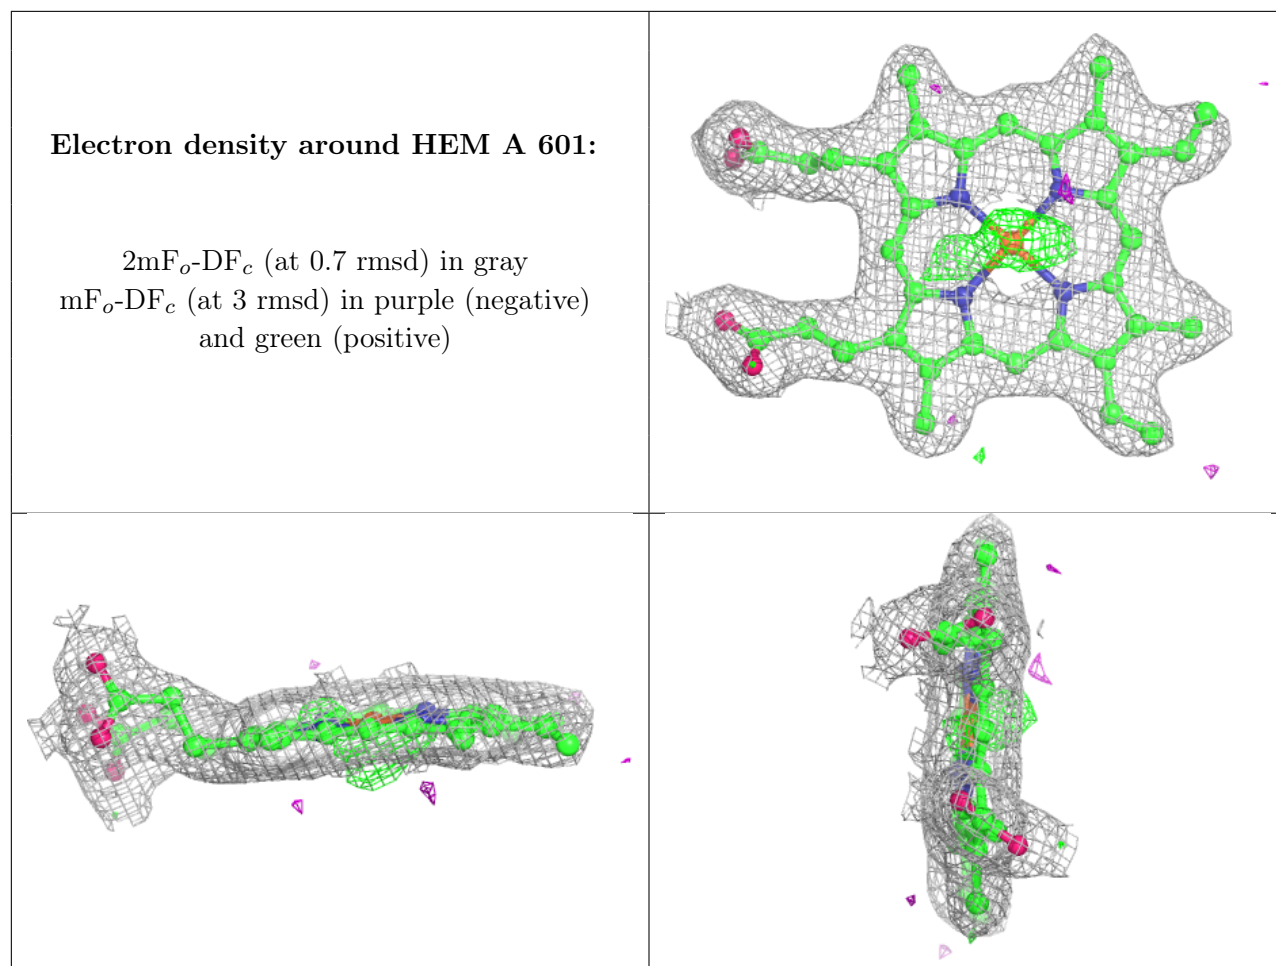 Electron density around HEM A 601:
2mFo-DFc (at 0.7 rmsd) in gray
mFo-DFc (at 3 rmsd) in purple (negative)
and green (positive)